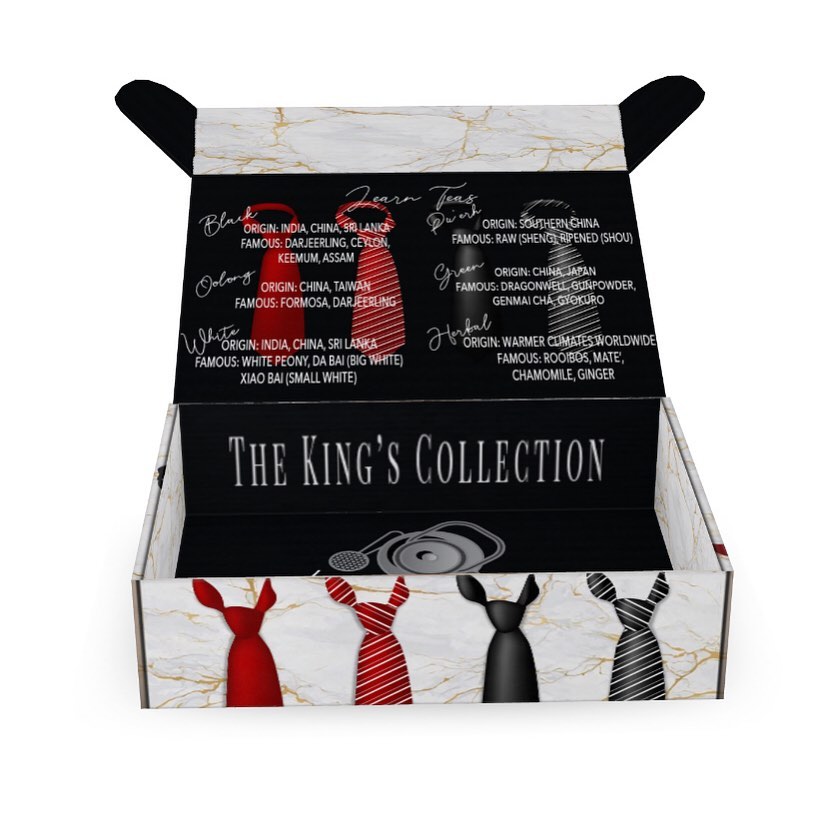 Learn Teas
Black
ORIGIN: INDIA, CHINA, SRI LANKA
FAMOUS: DARJEERLING, CEYLON,
KEEMUM, ASSAM
Oolong
ORIGIN: CHINA, TAIWAN
FAMOUS: FORMOSA, DARJEERLING
White
ORIGIN: INDIA, CHINA, SRI LANKA
FAMOUS: WHITE PEONY, DA BAI (BIG WHITE)
XIAO BAI (SMALL WHITE)
Pu'erh
ORIGIN: SOUTHERN CHINA
FAMOUS: RAW (SHENG), RIPENED (SHOU)
Green
ORIGIN: CHINA, JAPAN
FAMOUS: DRAGONWELL, GUNPOWDER,
GENMAI CHA, GYOKURO
Herbal
ORIGIN: WARMER CLIMATES WORLDWIDE
FAMOUS: ROOIBOS, MATE',
CHAMOMILE, GINGER
THE KING'S COLLECTION